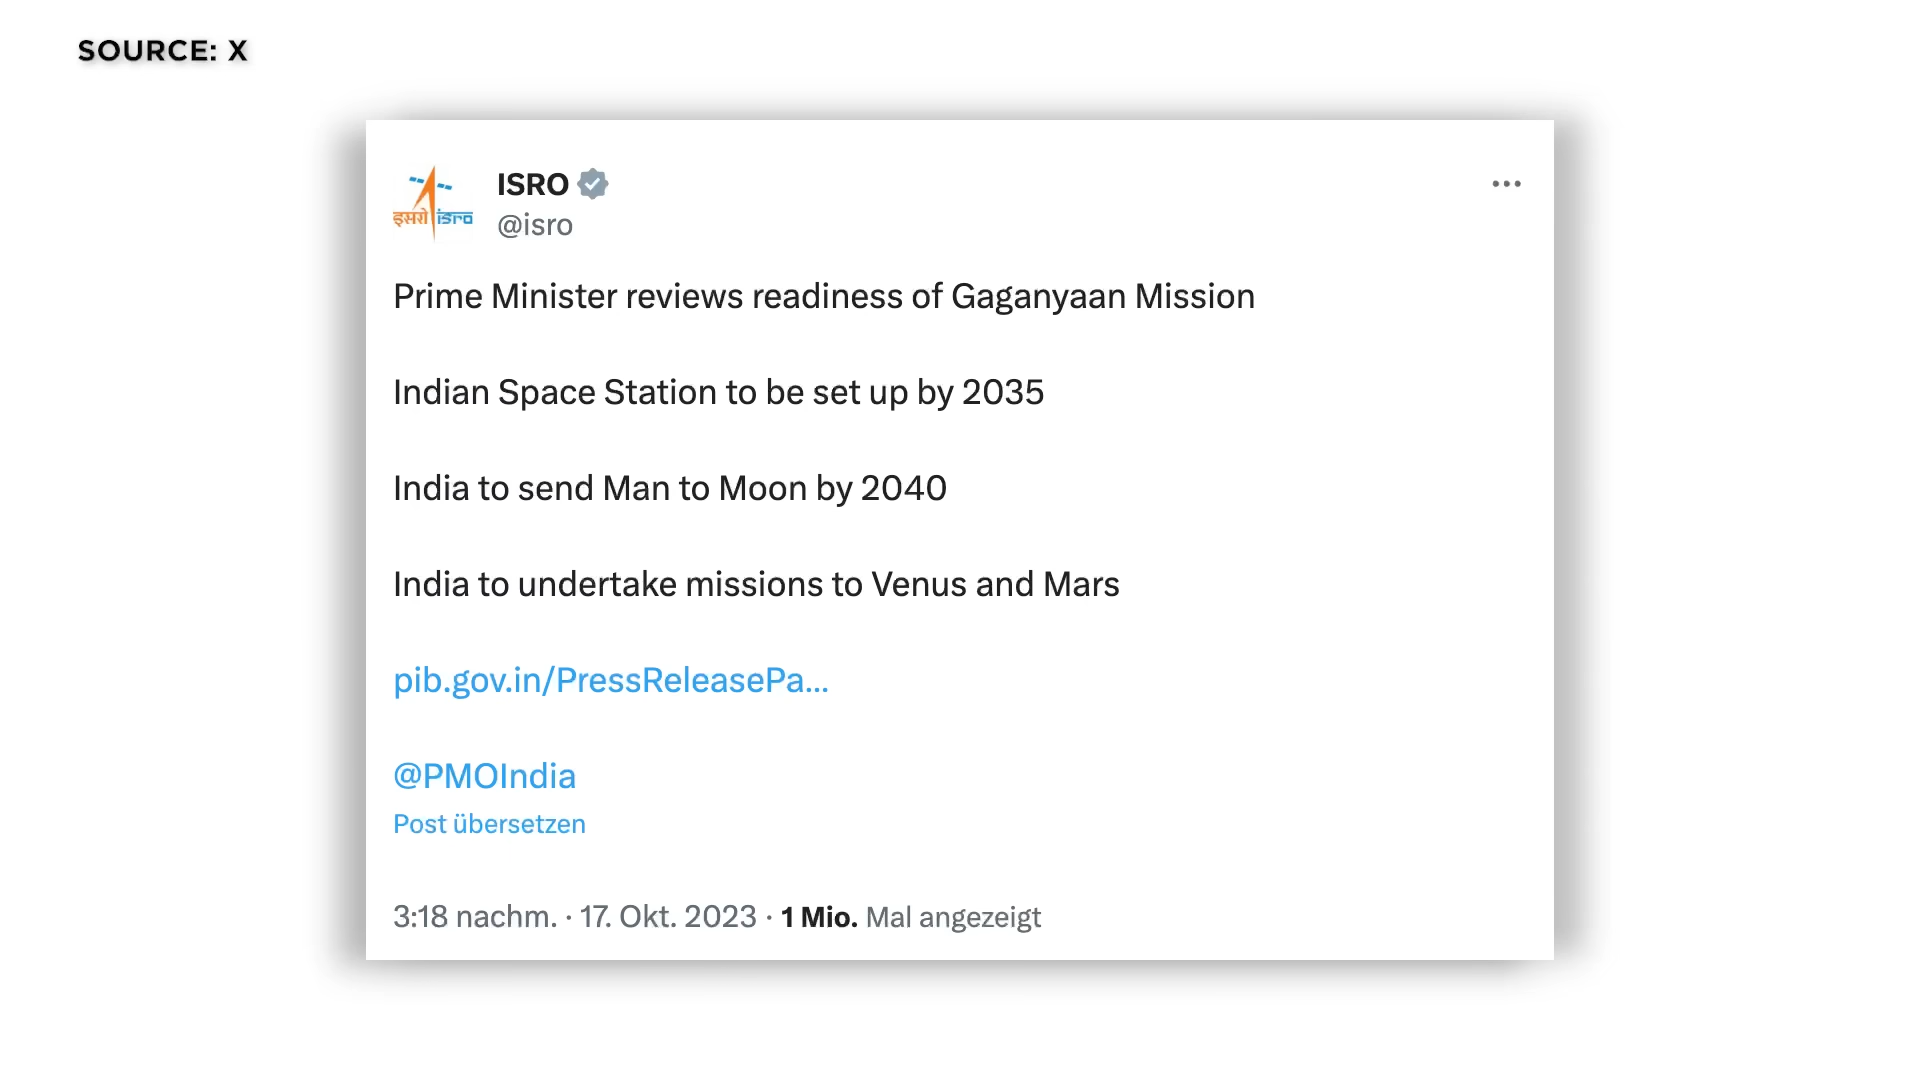 SOURCE: X
ISRO
@isro
इसरो isro
Prime Minister reviews readiness of Gaganyaan Mission
Indian Space Station to be set up by 2035
India to send Man to Moon by 2040
India to undertake missions to Venus and Mars
pib.gov.in/PressReleasePa...
@PMOIndia
Post übersetzen
3:18 nachm. · 17. Okt. 2023 · 1 Mio. Mal angezeigt